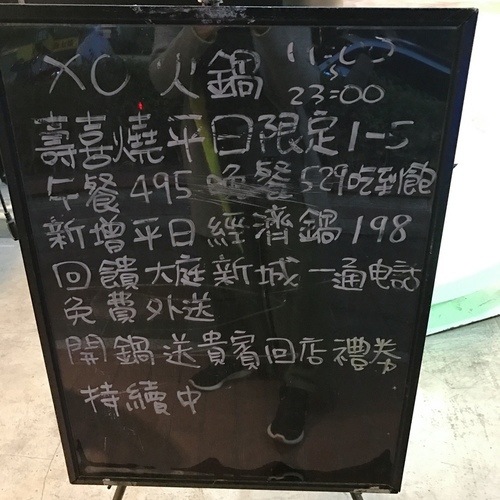 XO 火鍋 11:00
23:00
壽喜燒平日限定1-5
午餐495 晚餐529吃到飽
新增平日經濟鍋198
回饋大庭新城一通電話
免費外送
開鍋送貴賓回店禮券
持續中